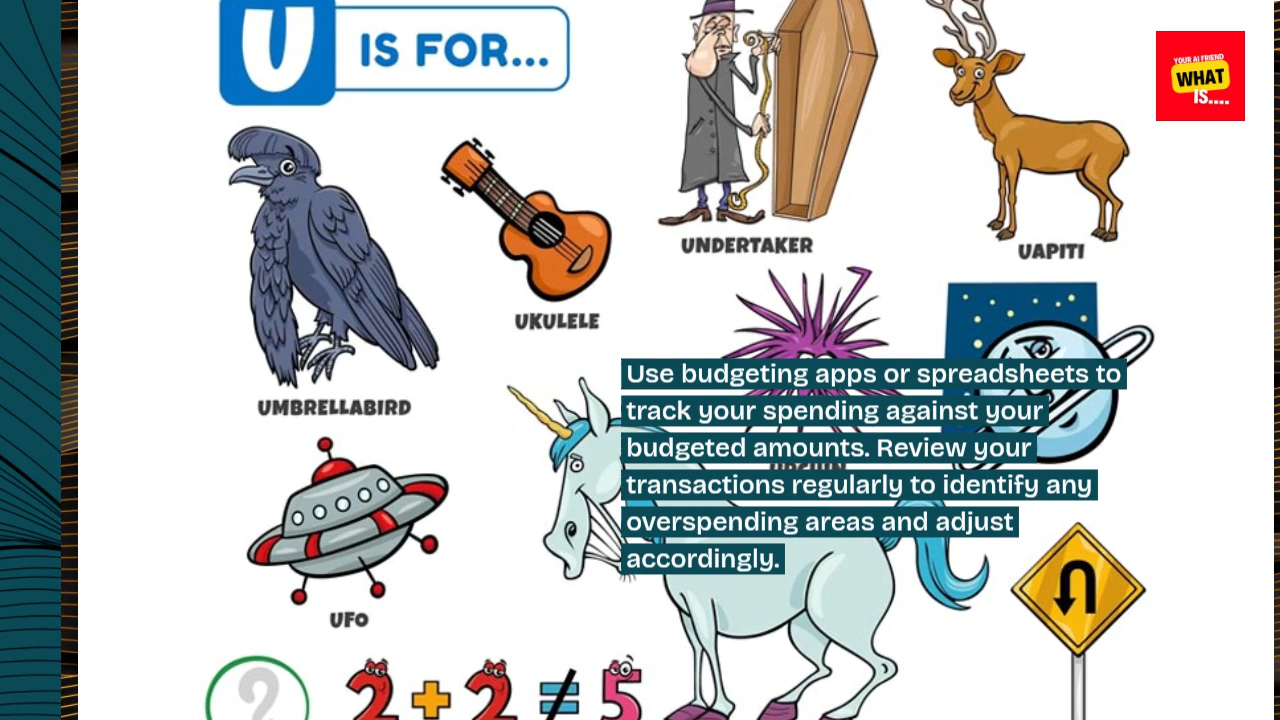 U IS FOR...
YOUR AI FRIEND
WHAT
IS....
UNDERTAKER
UAPITI
UKULELE
Use budgeting apps or spreadsheets to
track your spending against your
budgeted amounts. Review your
transactions regularly to identify any
overspending areas and adjust
accordingly.
UMBRELLABIRD
UFO
2 + 2 ≠ 5